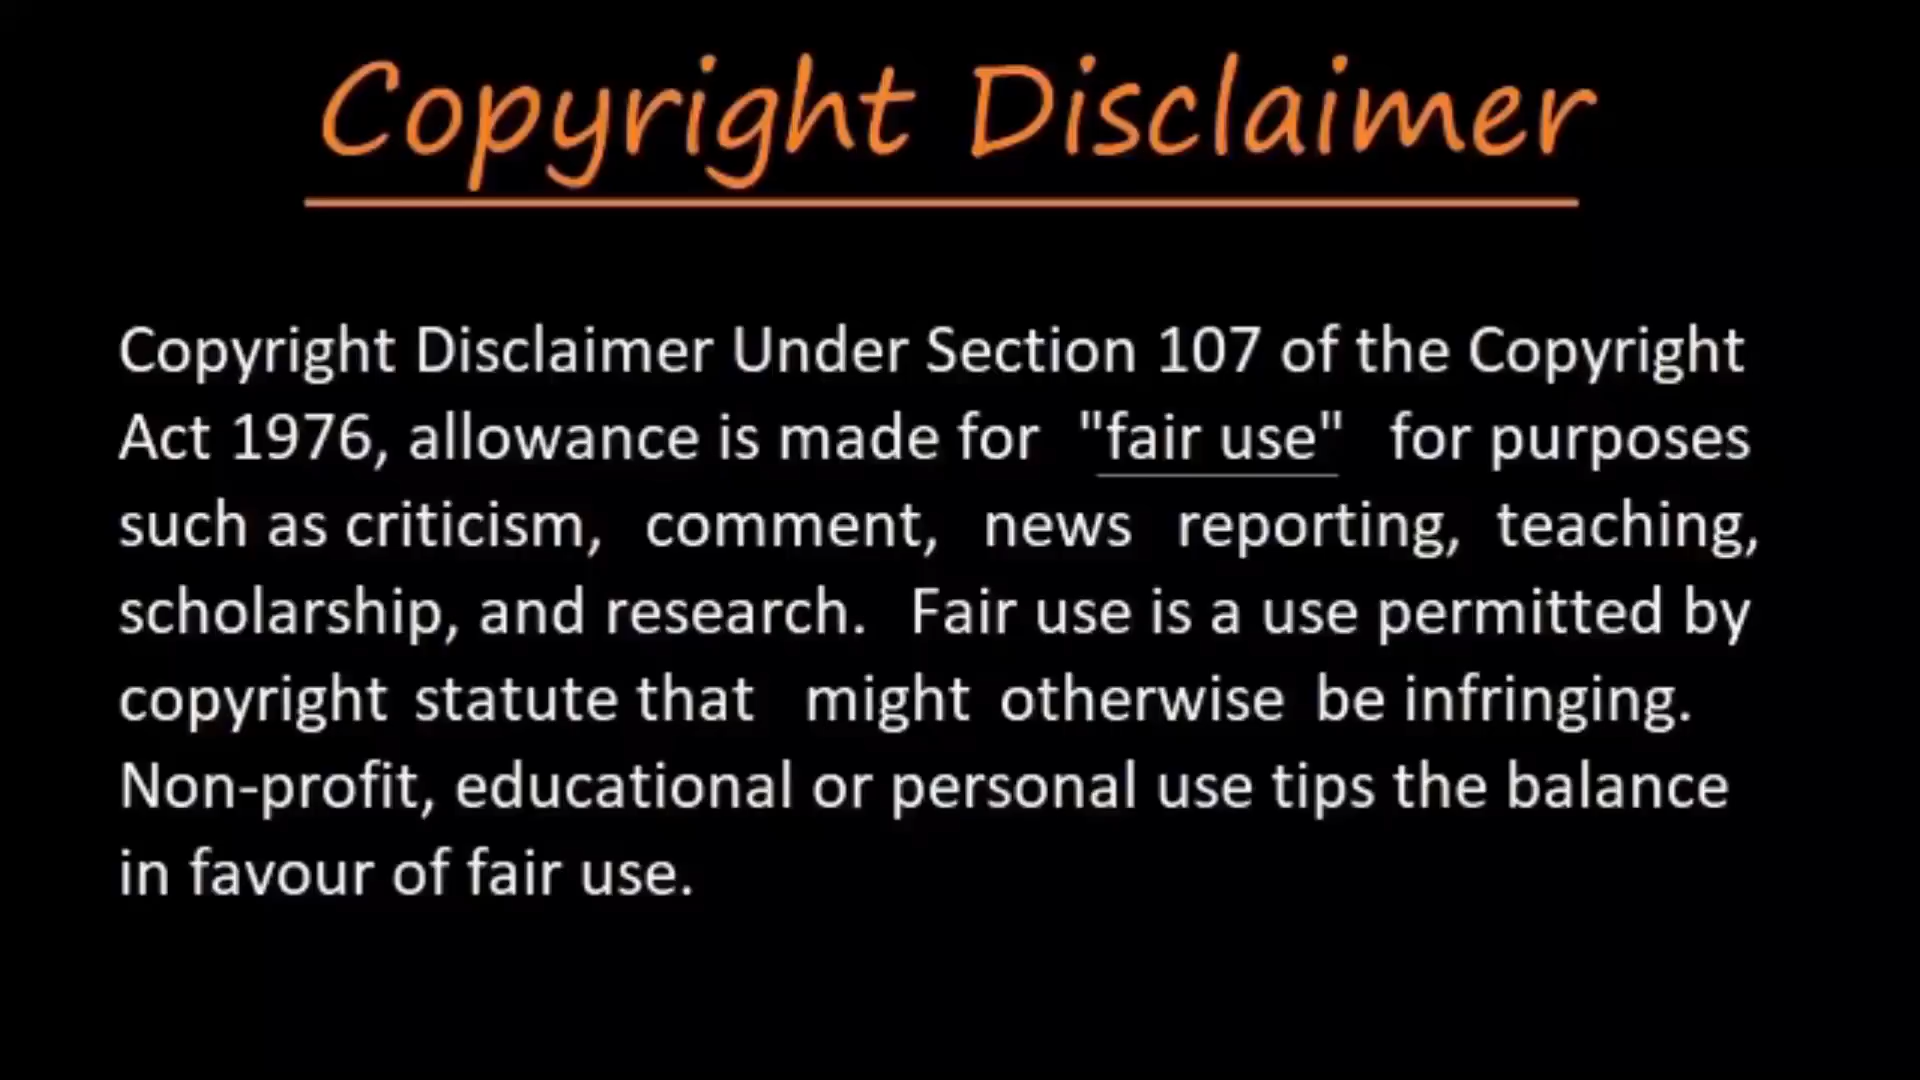 Copyright Disclaimer
Copyright Disclaimer Under Section 107 of the Copyright
Act 1976, allowance is made for "fair use" for purposes
such as criticism, comment, news reporting, teaching,
scholarship, and research. Fair use is a use permitted by
copyright statute that might otherwise be infringing.
Non-profit, educational or personal use tips the balance
in favour of fair use.